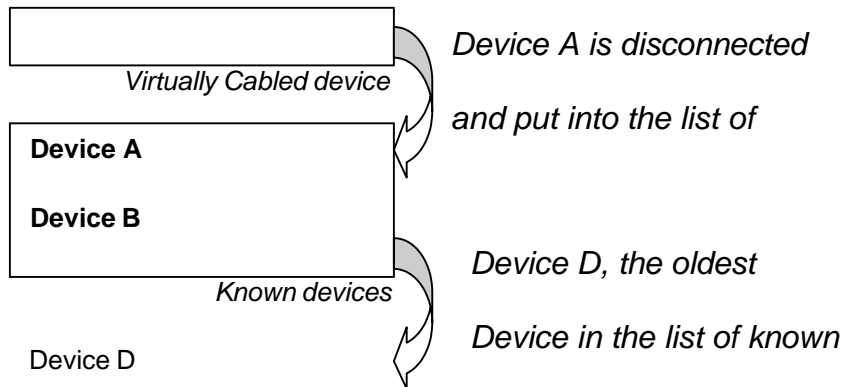 Device A is disconnected
Virtually Cabled device
and put into the list of
Device A
Device B
Device D, the oldest
Known devices
Device in the list of known
Device D